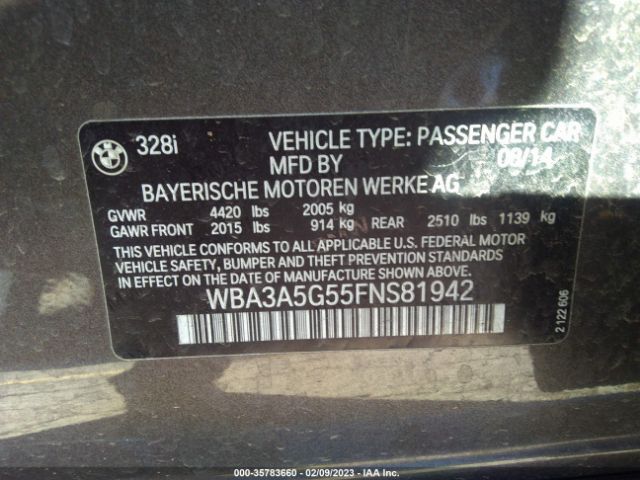 BMW
328i
VEHICLE TYPE: PASSENGER CAR
MFD BY 08/14
BAYERISCHE MOTOREN WERKE AG
GVWR 4420 lbs 2005 kg
GAWR FRONT 2015 lbs 914 kg REAR 2510 lbs 1139 kg
THIS VEHICLE CONFORMS TO ALL APPLICABLE U.S. FEDERAL MOTOR
VEHICLE SAFETY, BUMPER AND THEFT PREVENTION STANDARDS
IN EFFECT ON THE DATE OF MANUFACTURE SHOWN ABOVE.
WBA3A5G55FNS81942
2 122 606
000-35783660 - 02/09/2023 - IAA Inc.